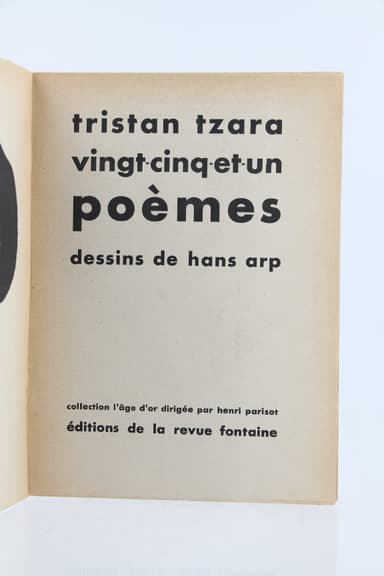 tristan tzara
vingt-cinq-et-un
poèmes
dessins de hans arp
collection l'âge d'or dirigée par henri parisot
éditions de la revue fontaine